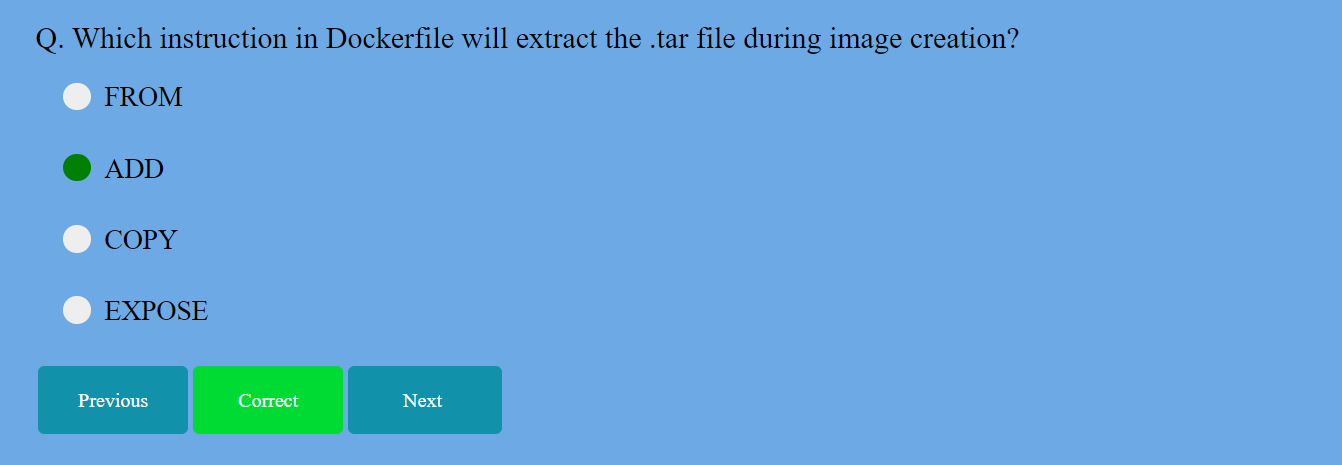 Q. Which instruction in Dockerfile will extract the .tar file during image creation?
FROM
ADD
COPY
EXPOSE
Previous Correct Next